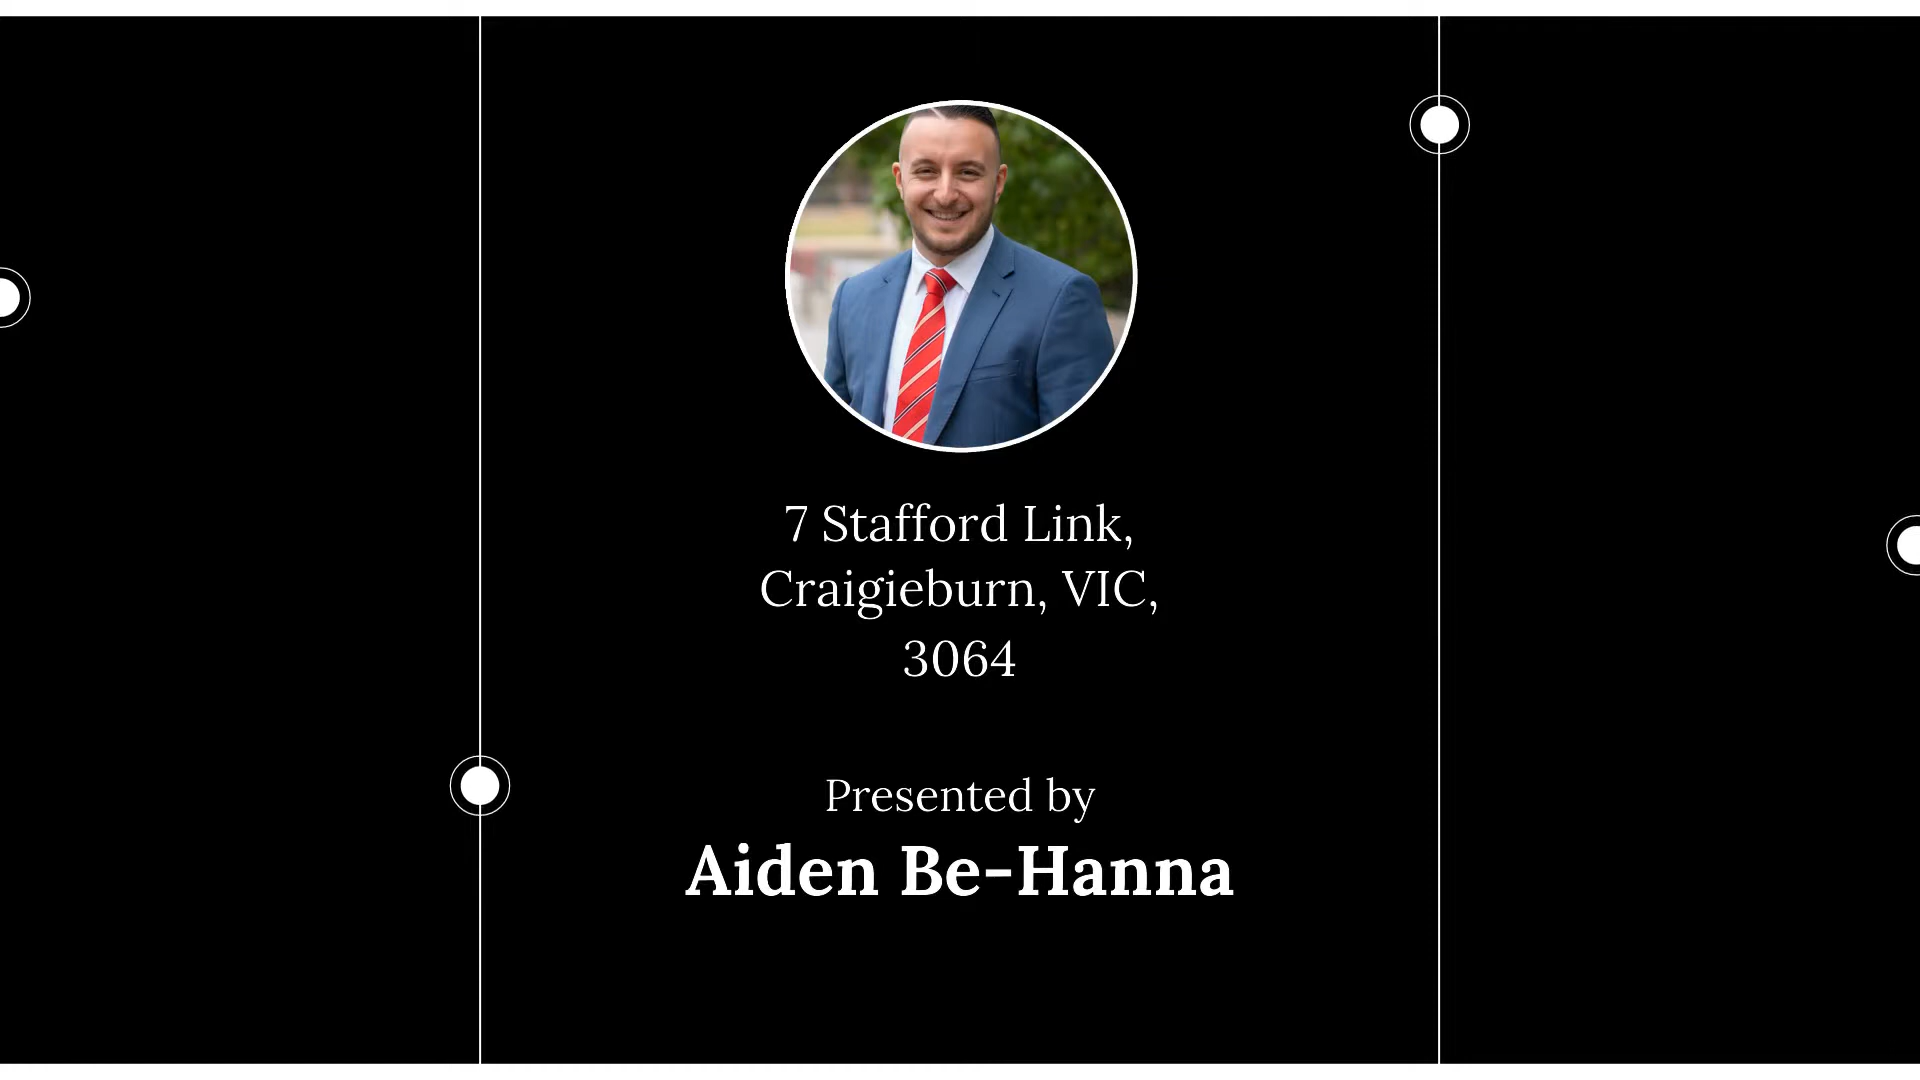 7 Stafford Link,
Craigieburn, VIC,
3064
Presented by
Aiden Be-Hanna